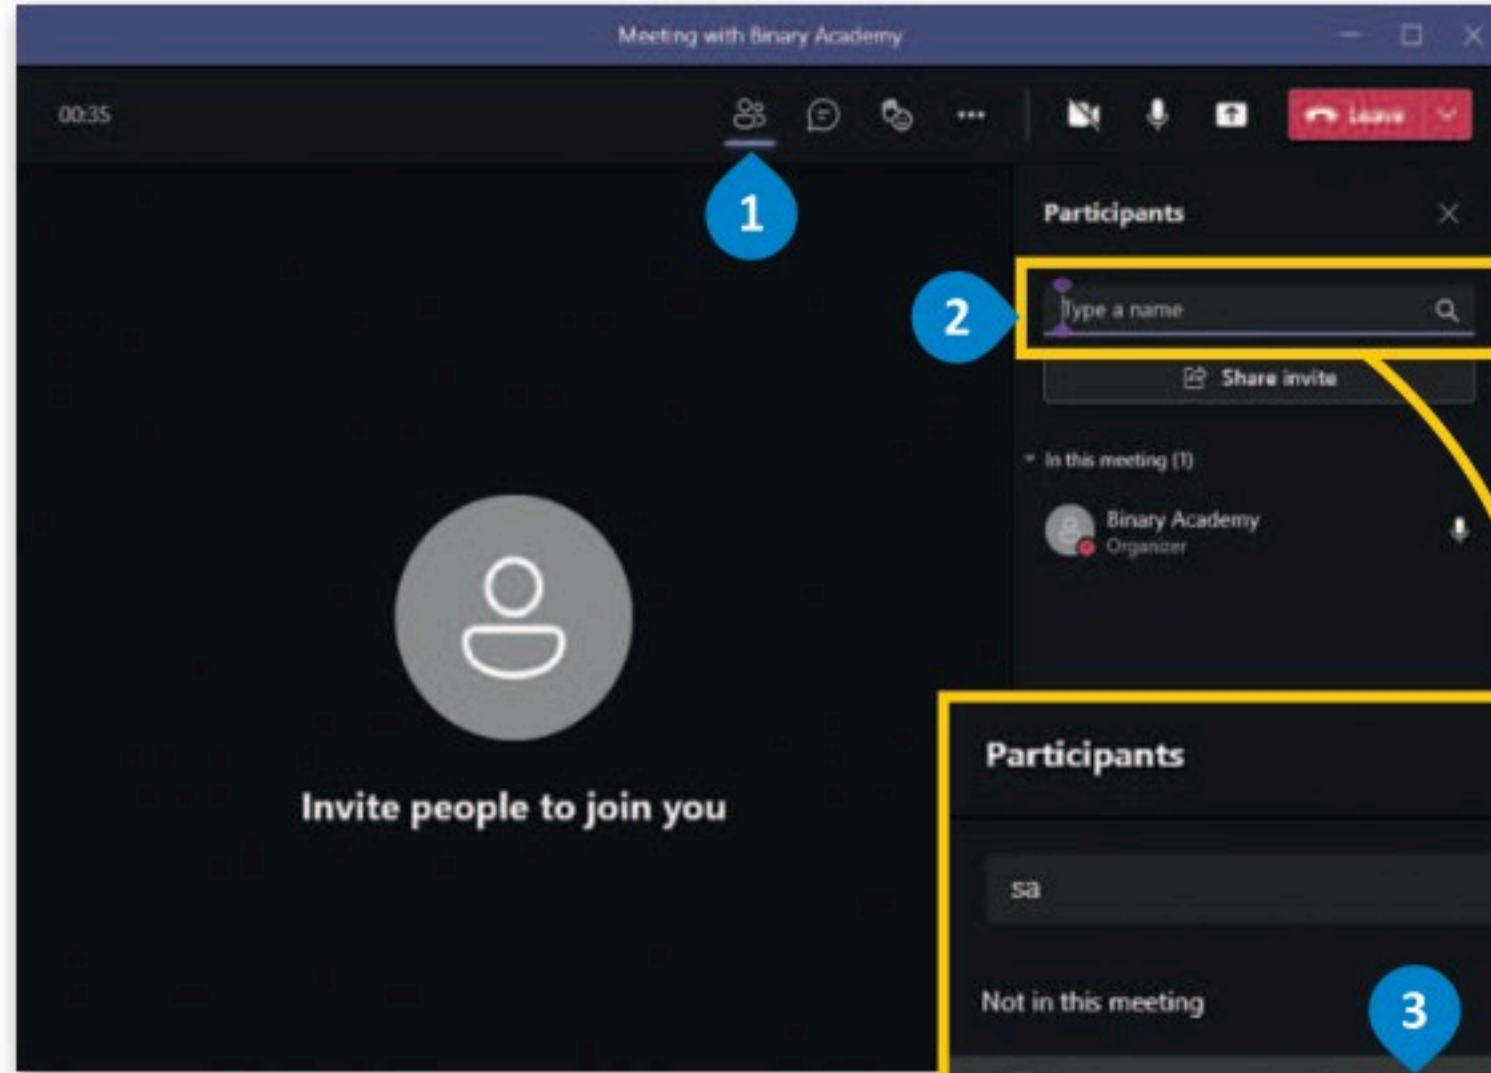 Meeting with Binary Academy
00:35
Leave
1
Participants
2
Type a name
Share invite
In this meeting (1)
Binary Academy
Organizer
Invite people to join you
Participants
sa
Not in this meeting
3